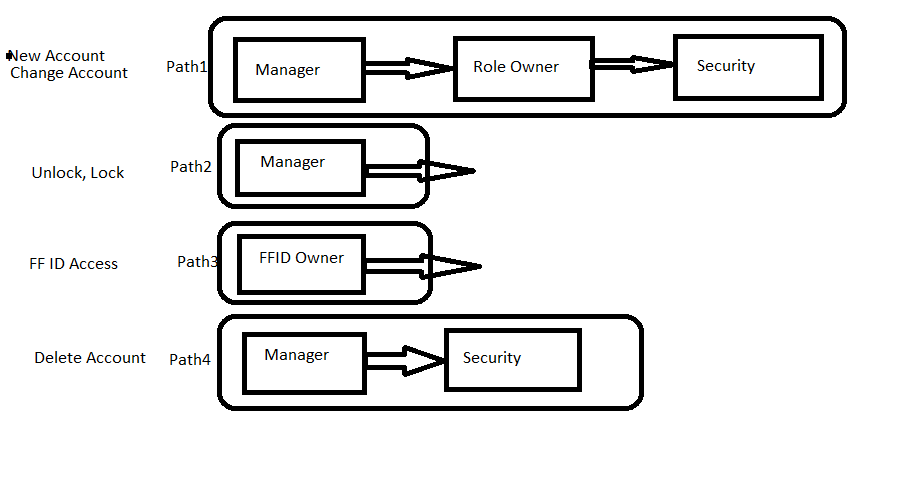 New Account
Change Account
Path1
Manager
Role Owner
Security
Unlock, Lock
Path2
Manager
FF ID Access
Path3
FFID Owner
Delete Account
Path4
Manager
Security